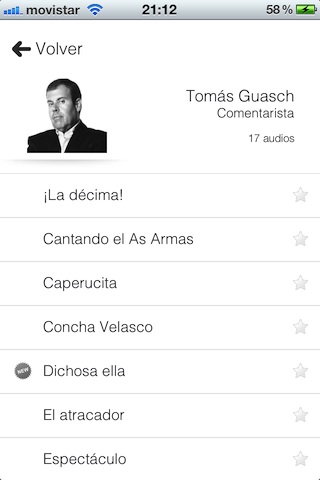 movistar 21:12 58 %
Volver
Tomás Guasch
Comentarista
17 audios
¡La décima!
Cantando el As Armas
Caperucita
Concha Velasco
NEW Dichosa ella
El atracador
Espectáculo